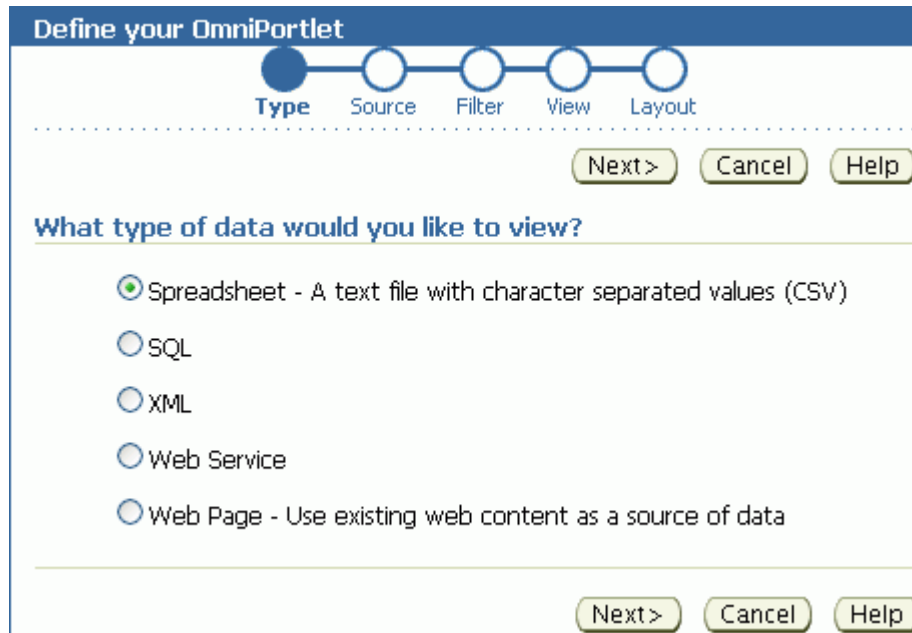 Define your OmniPortlet
Type Source Filter View Layout
Next> Cancel Help
What type of data would you like to view?
Spreadsheet - A text file with character separated values (CSV)
SQL
XML
Web Service
Web Page - Use existing web content as a source of data
Next> Cancel Help